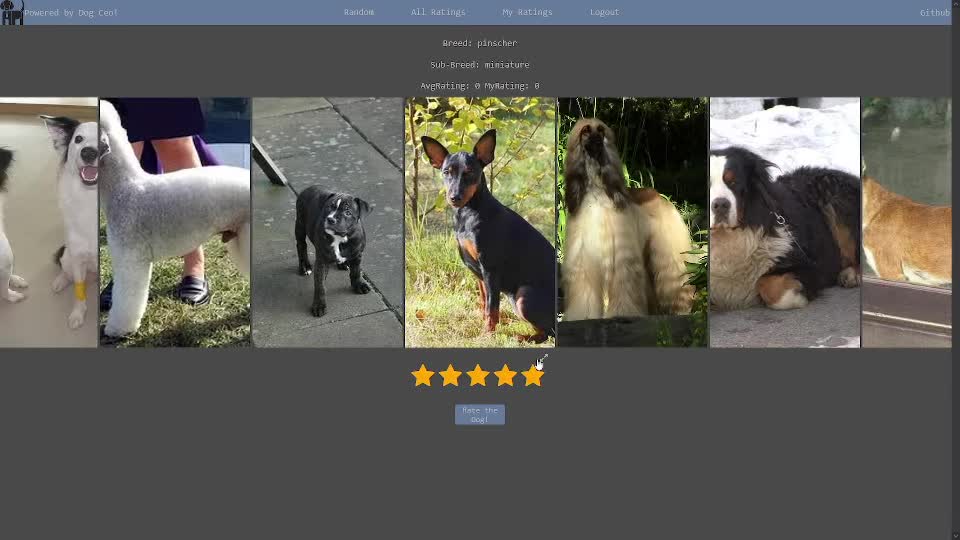 API
Powered by Dog Ceo!
Random
All Ratings
My Ratings
Logout
Github
Breed: pinscher
Sub-Breed: miniature
AvgRating: 0 MyRating: 0
Rate the
Dog!